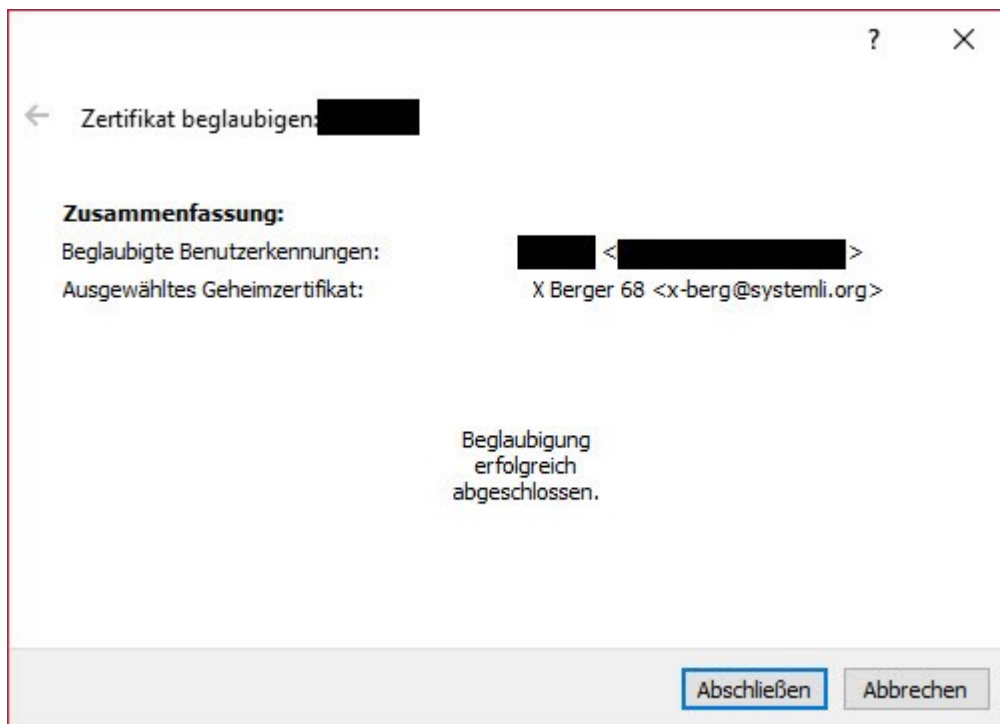 ?
Zertifikat beglaubigen:
Zusammenfassung:
Beglaubigte Benutzerkennungen: < >
Ausgewähltes Geheimzertifikat: X Berger 68 <x-berg@systemli.org>
Beglaubigung
erfolgreich
abgeschlossen.
Abschließen Abbrechen